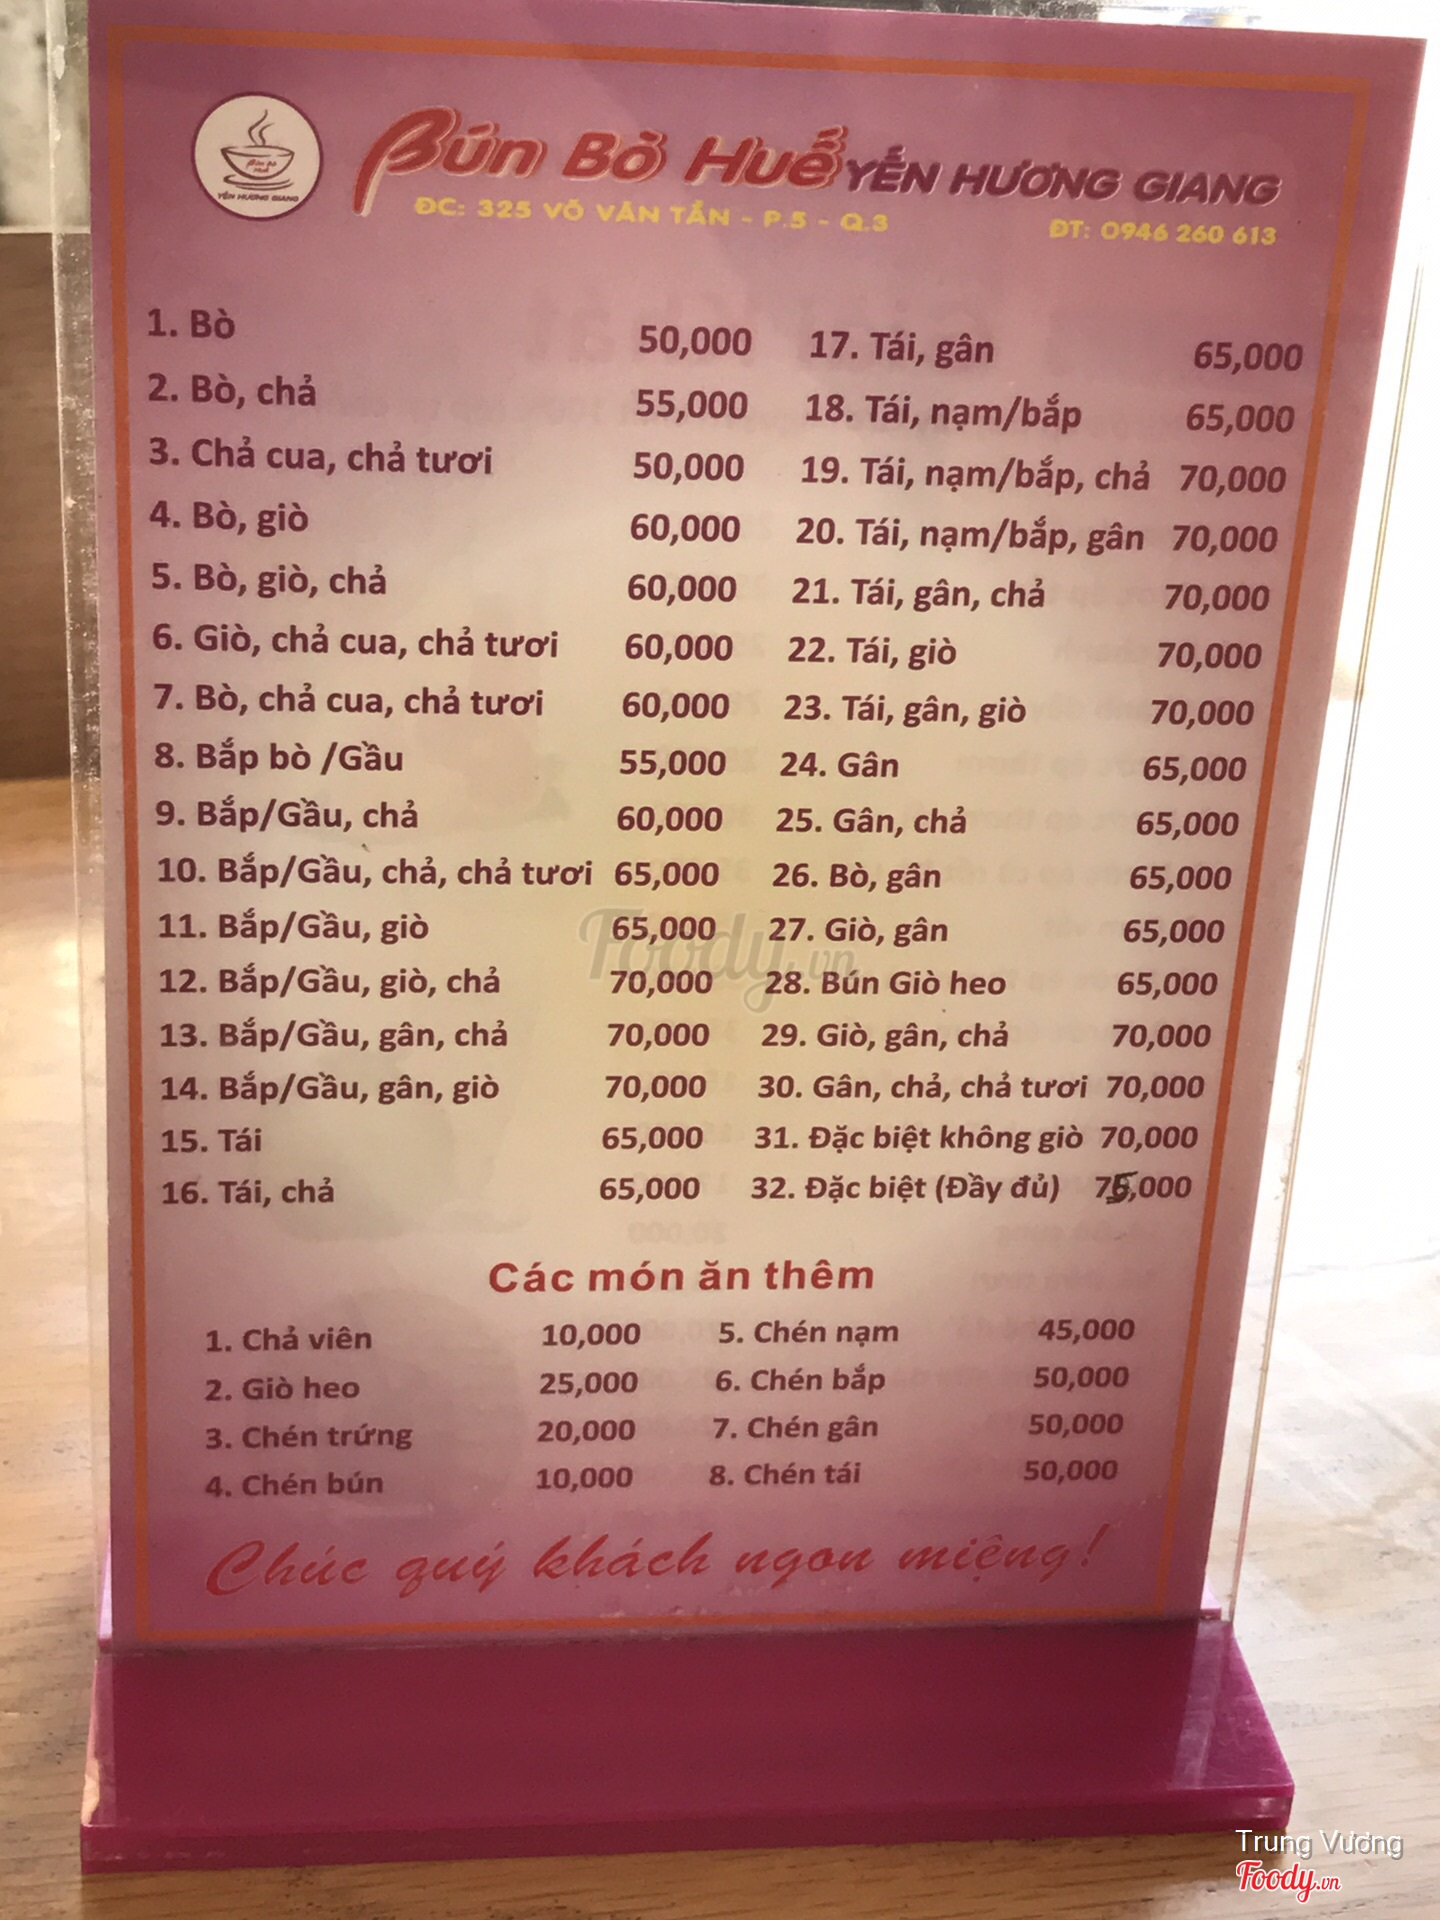 Bún Bò Huế YẾN HƯƠNG GIANG
ĐC: 325 VÕ VĂN TẦN - P.5 - Q.3 ĐT: 0946 260 613
Bún Bò Huế
YẾN HƯƠNG GIANG
1. Bò 50,000
2. Bò, chả 55,000
3. Chả cua, chả tươi 50,000
4. Bò, giò 60,000
5. Bò, giò, chả 60,000
6. Giò, chả cua, chả tươi 60,000
7. Bò, chả cua, chả tươi 60,000
8. Bắp bò /Gầu 55,000
9. Bắp/Gầu, chả 60,000
10. Bắp/Gầu, chả, chả tươi 65,000
11. Bắp/Gầu, giò 65,000
12. Bắp/Gầu, giò, chả 70,000
13. Bắp/Gầu, gân, chả 70,000
14. Bắp/Gầu, gân, giò 70,000
15. Tái 65,000
16. Tái, chả 65,000
17. Tái, gân 65,000
18. Tái, nạm/bắp 65,000
19. Tái, nạm/bắp, chả 70,000
20. Tái, nạm/bắp, gân 70,000
21. Tái, gân, chả 70,000
22. Tái, giò 70,000
23. Tái, gân, giò 70,000
24. Gân 65,000
25. Gân, chả 65,000
26. Bò, gân 65,000
27. Giò, gân 65,000
28. Bún Giò heo 65,000
29. Giò, gân, chả 70,000
30. Gân, chả, chả tươi 70,000
31. Đặc biệt không giò 70,000
32. Đặc biệt (Đầy đủ) 75,000
Các món ăn thêm
1. Chả viên 10,000
2. Giò heo 25,000
3. Chén trứng 20,000
4. Chén bún 10,000
5. Chén nạm 45,000
6. Chén bắp 50,000
7. Chén gân 50,000
8. Chén tái 50,000
Chúc quý khách ngon miệng!
Foody.vn
Trung Vương
Foody.vn